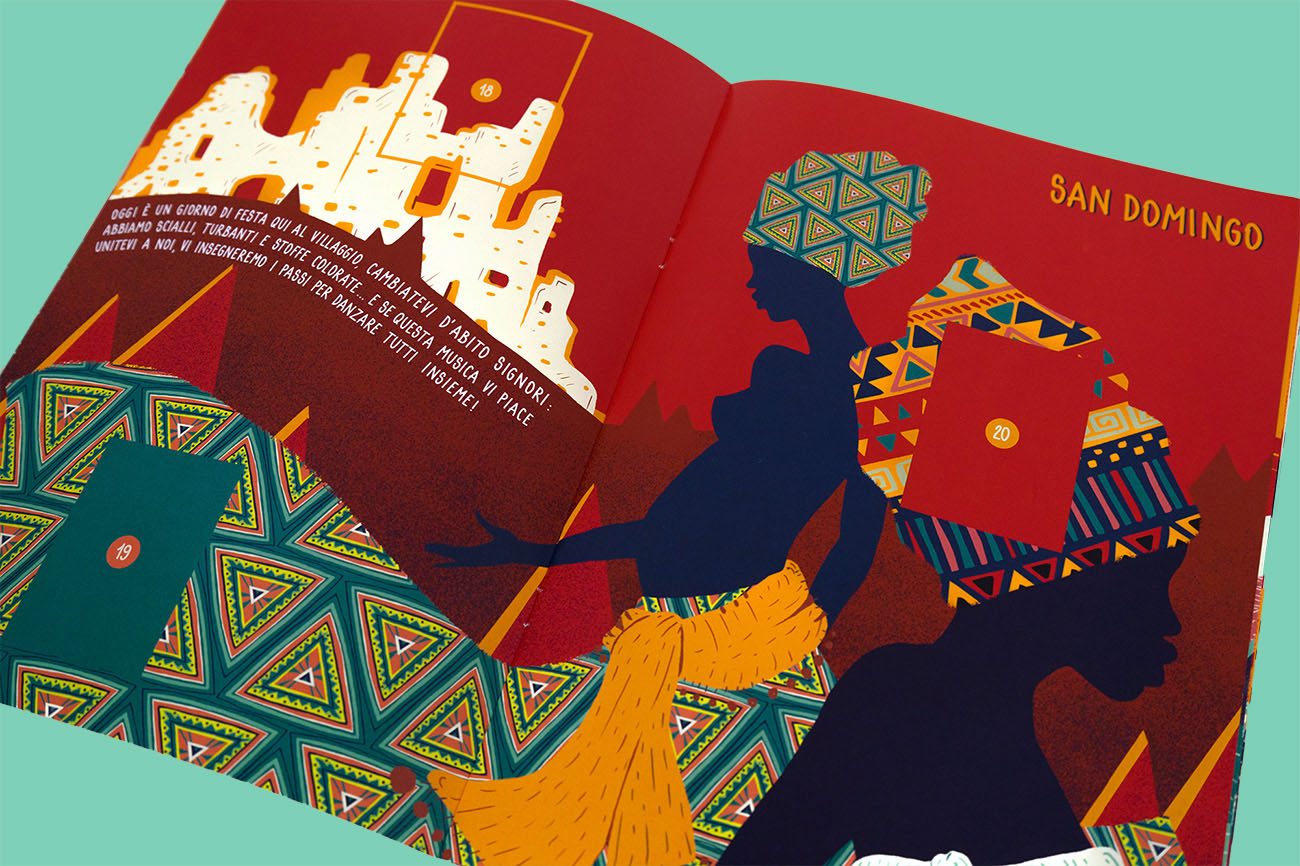 18
OGGI È UN GIORNO DI FESTA QUI AL VILLAGGIO, CAMBIATEVI D'ABITO SIGNORI:
ABBIAMO SCIALLI, TURBANTI E STOFFE COLORATE... E SE QUESTA MUSICA VI PIACE
UNITEVI A NOI, VI INSEGNEREMO I PASSI PER DANZARE TUTTI
INSIEME!
19
SAN DOMINGO
20